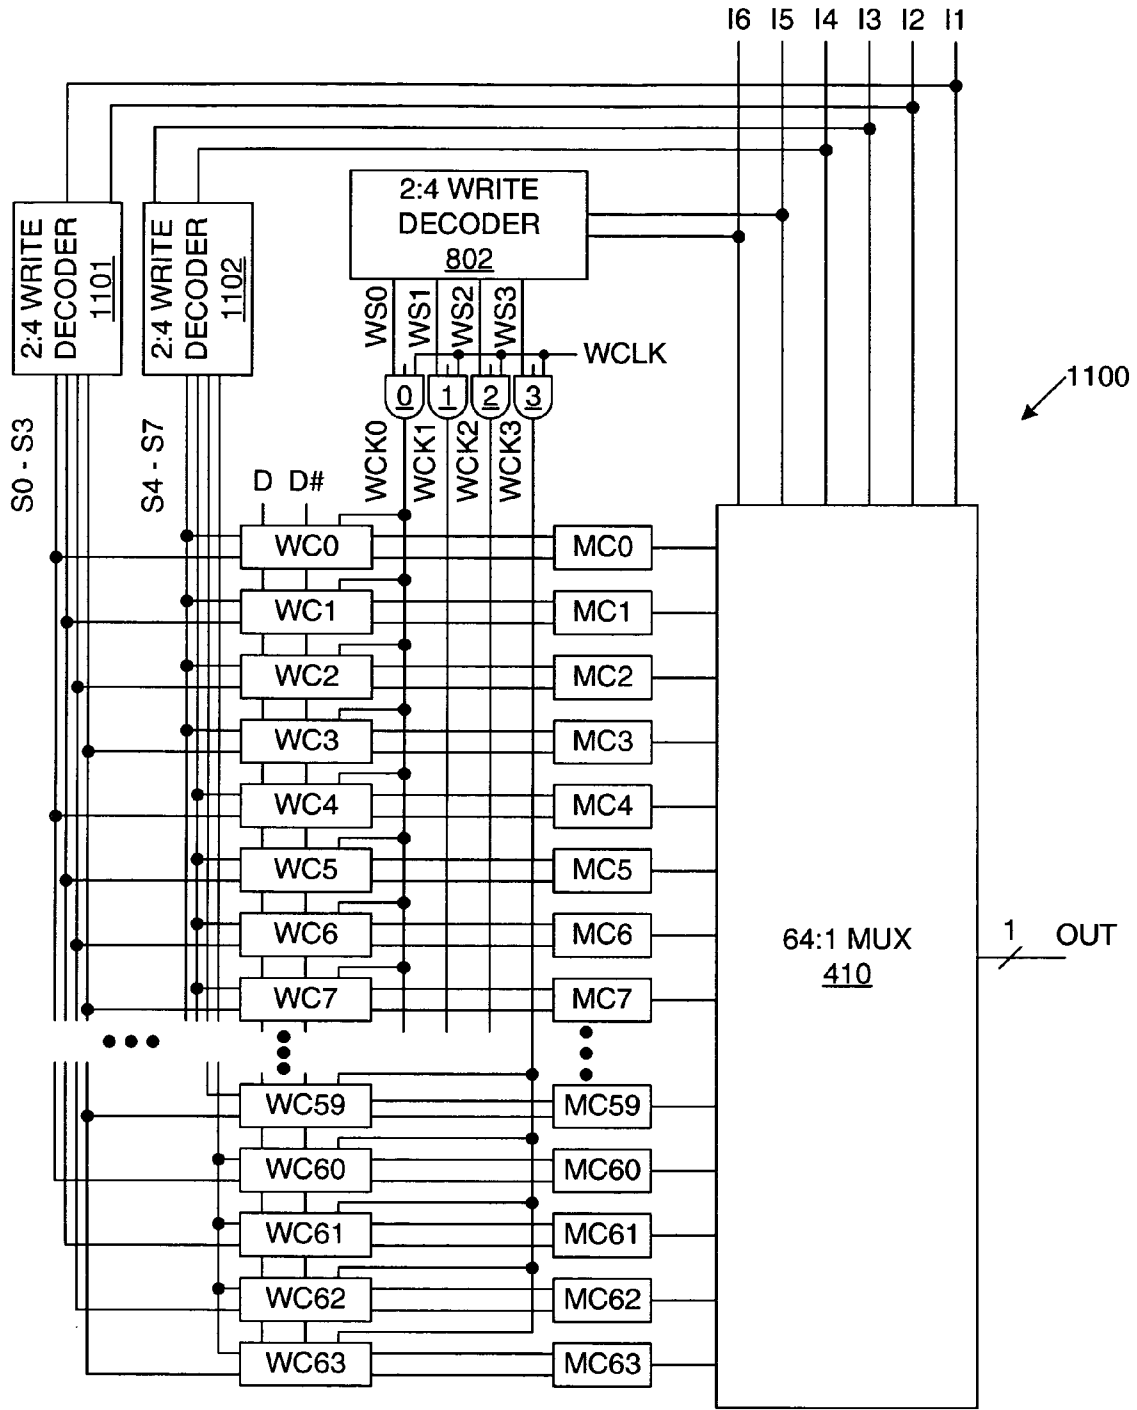 I6 I5 I4 I3 I2 I1
2:4 WRITE
DECODER
1101
2:4 WRITE
DECODER
1102
2:4 WRITE
DECODER
802
WS0
WS1
WS2
WS3
WCLK
0 1 2 3
1100
S0 - S3
S4 - S7
WCK0
WCK1
WCK2
WCK3
D D#
WC0 MC0
WC1 MC1
WC2 MC2
WC3 MC3
WC4 MC4
WC5 MC5
WC6 MC6
WC7 MC7
WC59 MC59
WC60 MC60
WC61 MC61
WC62 MC62
WC63 MC63
64:1 MUX
410
1 OUT